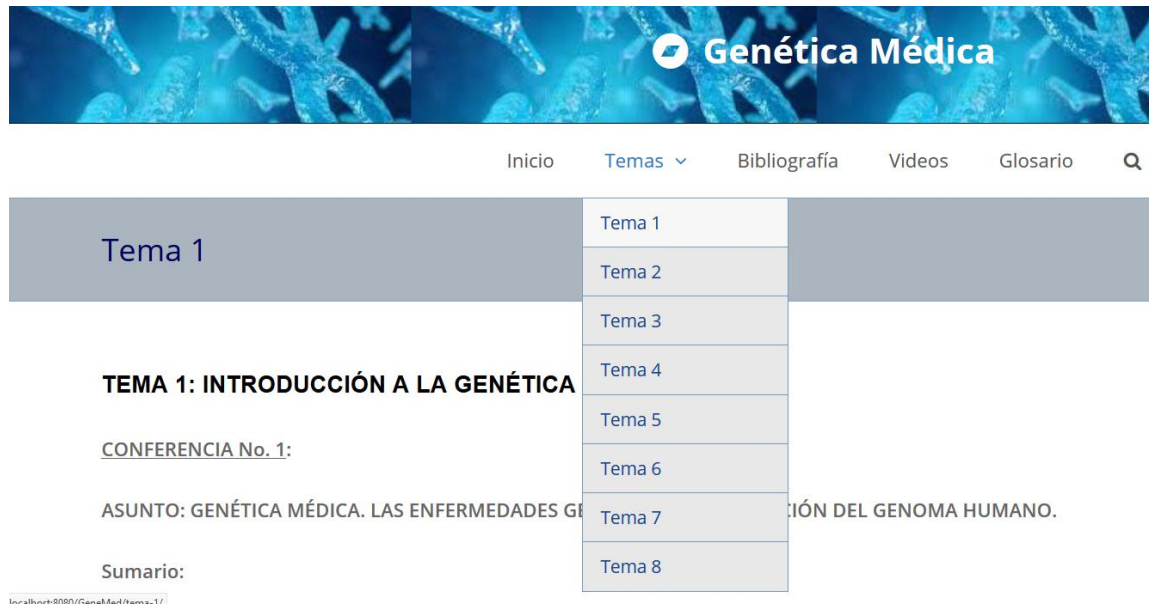 Genética Médica
Inicio Temas Bibliografía Videos Glosario
Tema 1
Tema 1
Tema 2
Tema 3
Tema 4
Tema 5
Tema 6
Tema 7
Tema 8
TEMA 1: INTRODUCCIÓN A LA GENÉTICA
CONFERENCIA No. 1:
ASUNTO: GENÉTICA MÉDICA. LAS ENFERMEDADES GE IÓN DEL GENOMA HUMANO.
Sumario:
localhost:8080/GeneMed/tema-1/